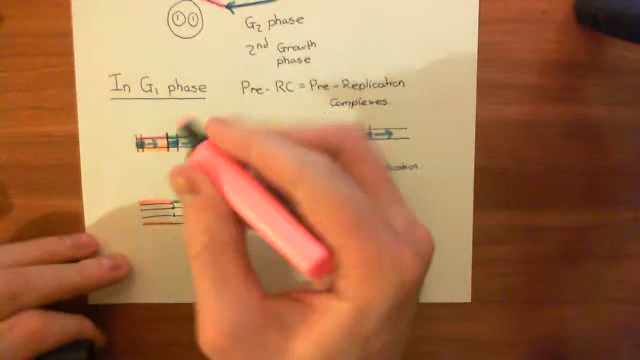 G₂ phase
2nd Growth
phase
In G₁ phase
Pre-RC = Pre-Replication
Complexes